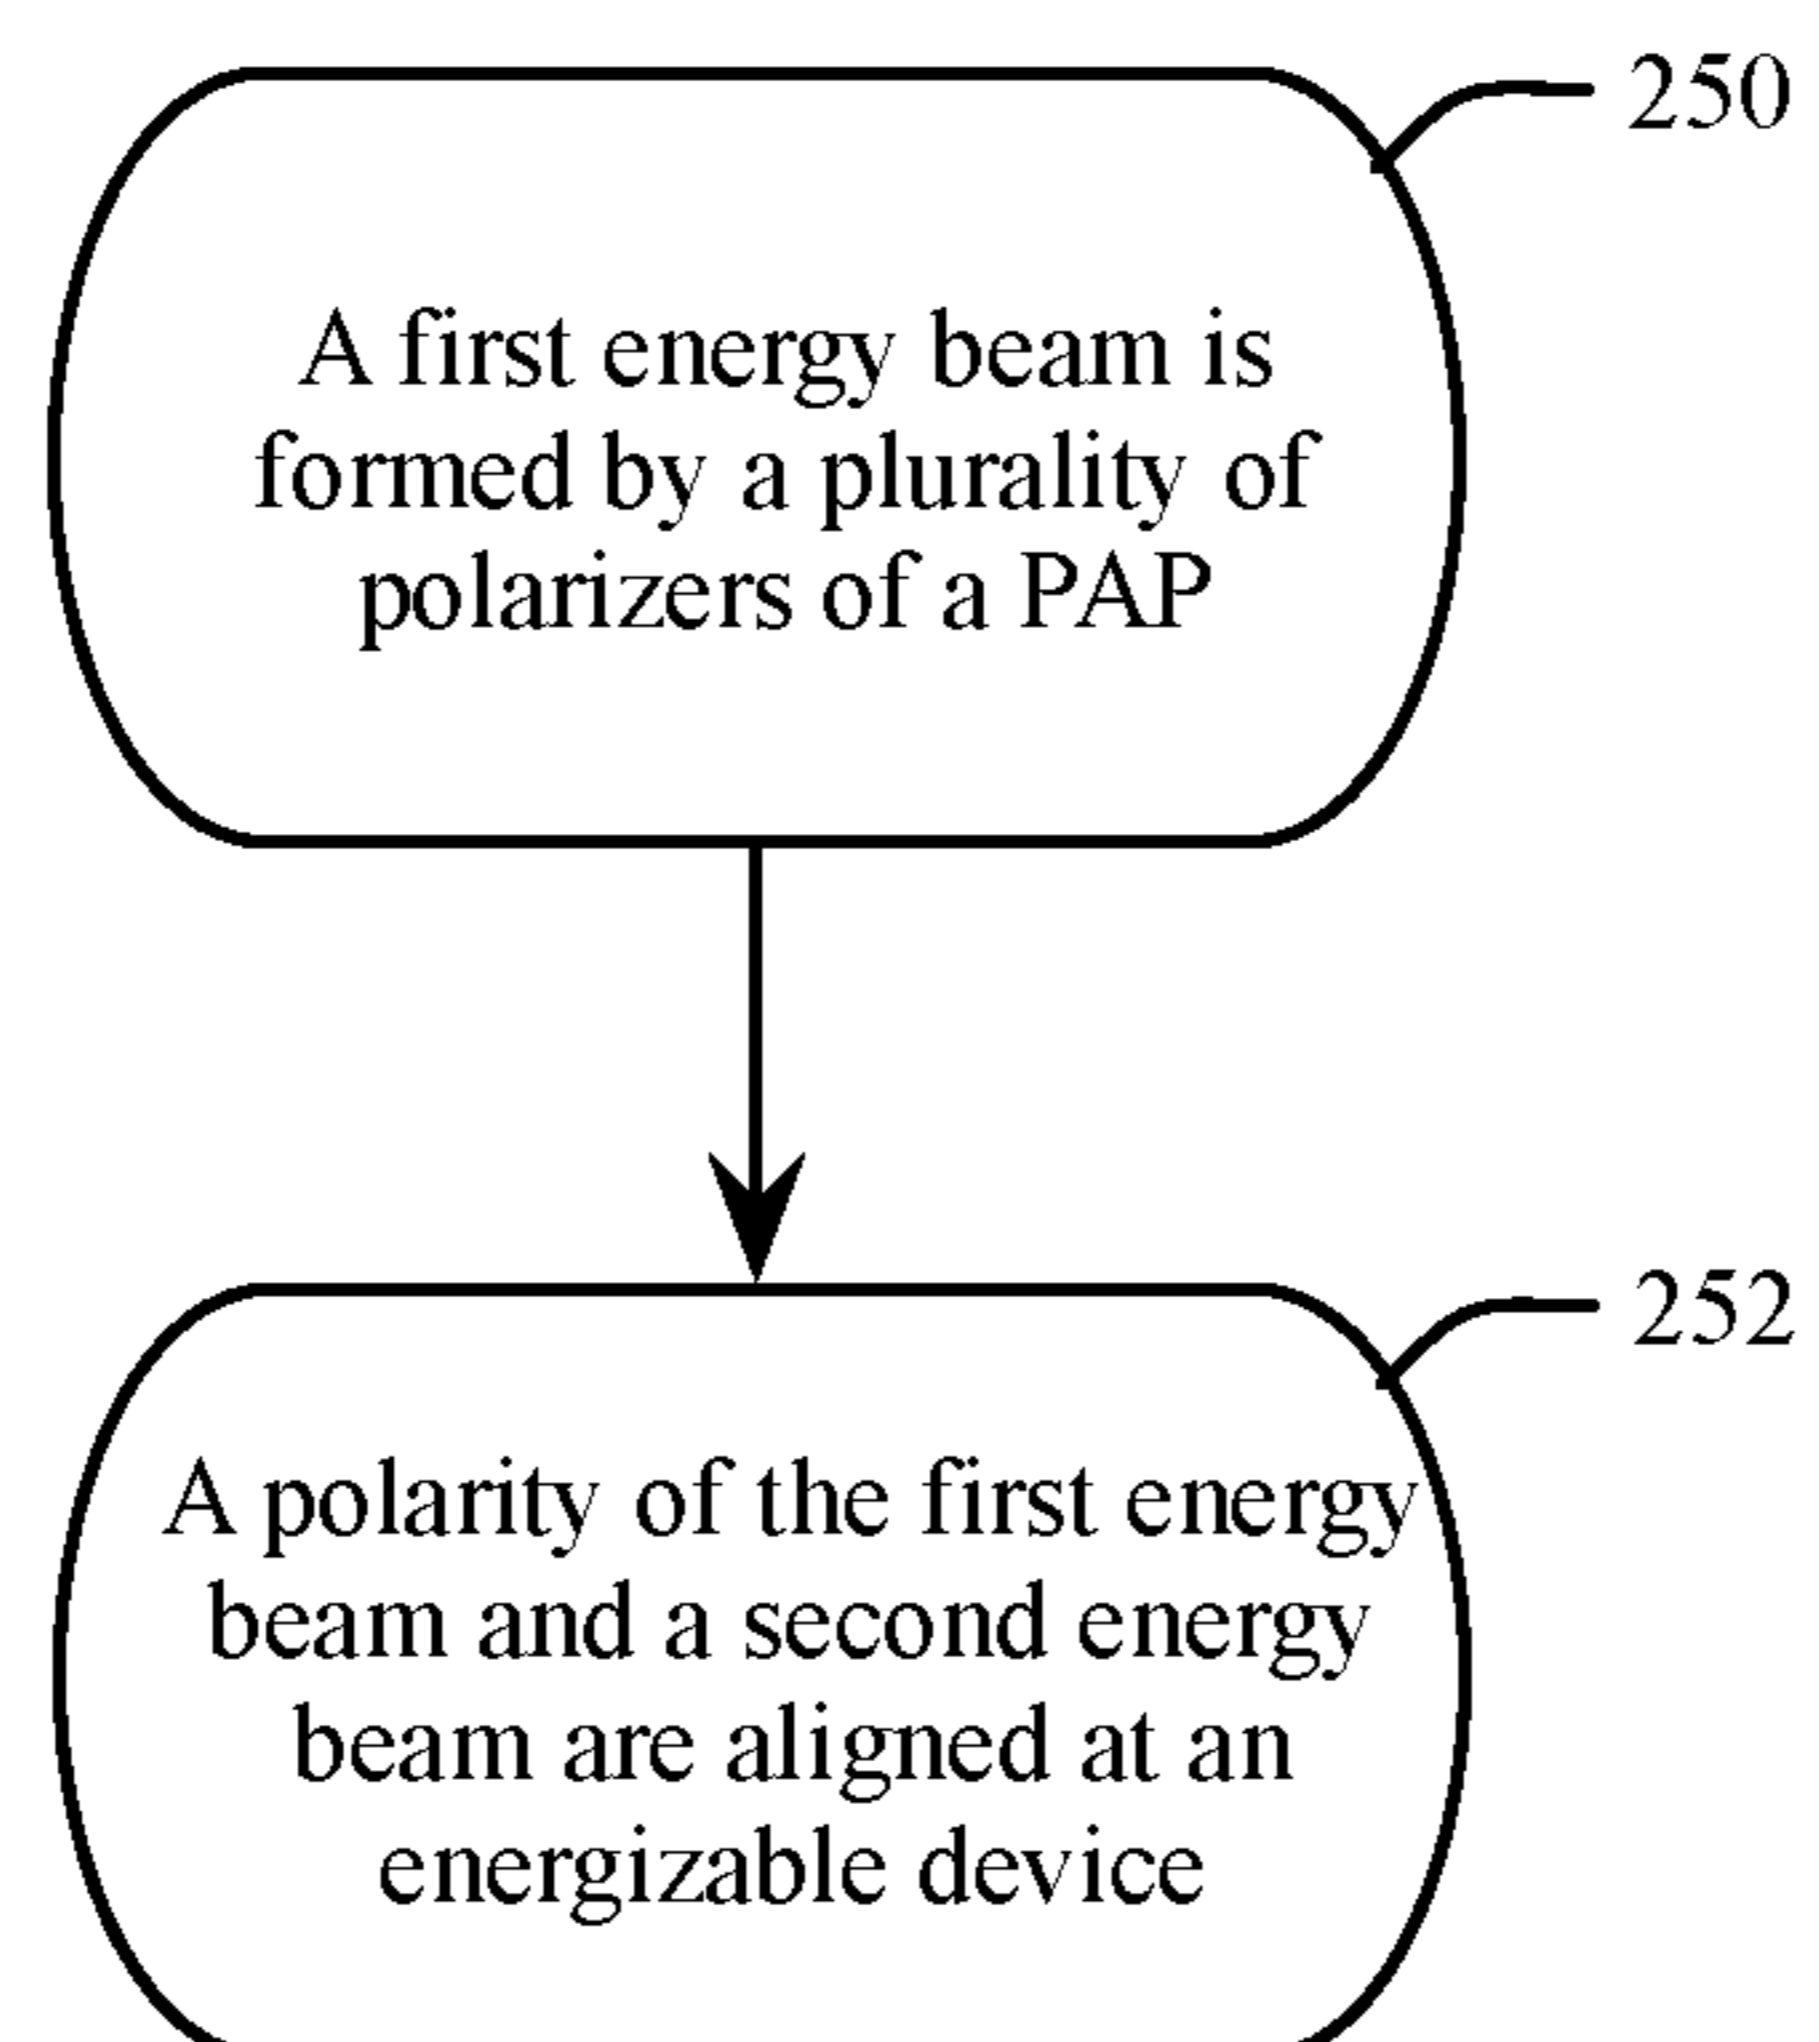 250
A first energy beam is
formed by a plurality of
polarizers of a PAP
252
A polarity of the first energy
beam and a second energy
beam are aligned at an
energizable device